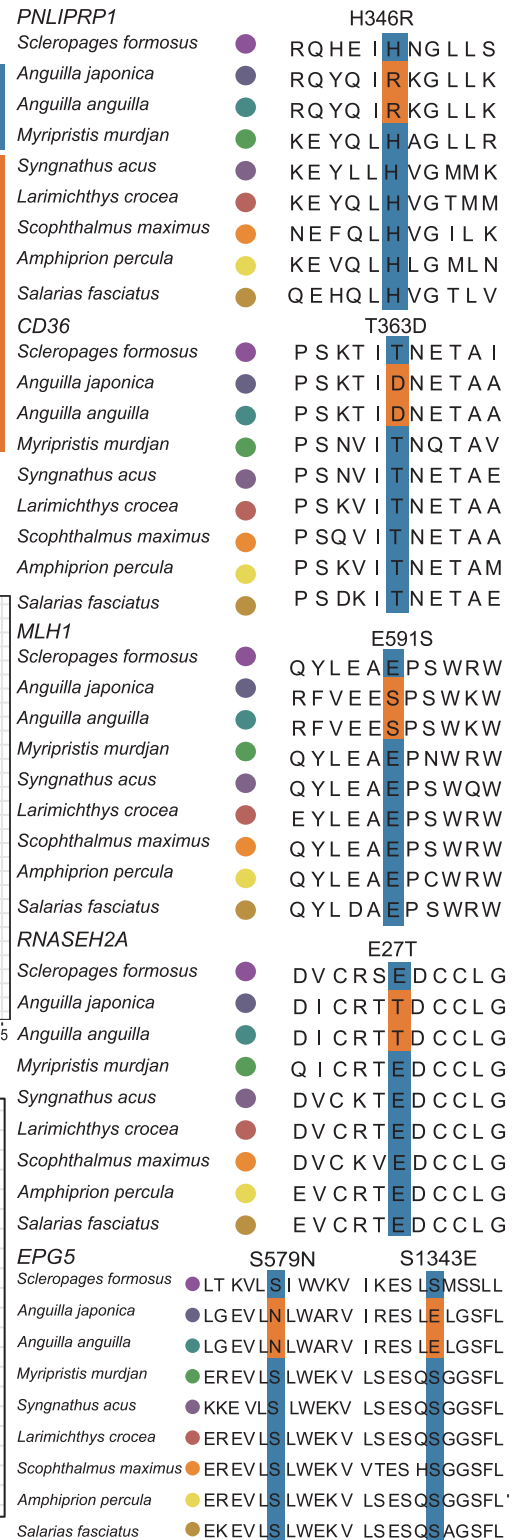 PNLIPRP1 H346R
Scleropages formosus RQHEIHNGLLS
Anguilla japonica RQYQIRKGLLK
Anguilla anguilla RQYQIRKGLLK
Myripristis murdjan KEYQLHAGLLR
Syngnathus acus KEYLLHVGMMK
Larimichthys crocea KEYQLHVGTMM
Scophthalmus maximus NEFQLHVGILK
Amphiprion percula KEVQLHLGMLN
Salarias fasciatus QEHQLHVGTLV
CD36 T363D
Scleropages formosus PSKTITNETAI
Anguilla japonica PSKTIDNETAA
Anguilla anguilla PSKTIDNETAA
Myripristis murdjan PSNVITNQTAV
Syngnathus acus PSNVITNETAE
Larimichthys crocea PSKVITNETAA
Scophthalmus maximus PSQVITNETAA
Amphiprion percula PSKVITNETAM
Salarias fasciatus PSDKITNETAE
MLH1 E591S
Scleropages formosus QYLEAEPSWRW
Anguilla japonica RFVEESPSWKW
Anguilla anguilla RFVEESPSWKW
Myripristis murdjan QYLEAEPNWRW
Syngnathus acus QYLEAEPSWQW
Larimichthys crocea EYLEAEPSWRW
Scophthalmus maximus QYLEAEPSWRW
Amphiprion percula QYLEAEPCWRW
Salarias fasciatus QYLDAEPSWRW
RNASEH2A E27T
Scleropages formosus DVCRSEDCCLG
Anguilla japonica DICRTTDCCLG
5 Anguilla anguilla DICRTTDCCLG
Myripristis murdjan QICRTEDCCLG
Syngnathus acus DVCKTEDCCLG
Larimichthys crocea DVCRTEDCCLG
Scophthalmus maximus DVCKVEDCCLG
Amphiprion percula EVCRTEDCCLG
Salarias fasciatus EVCRTEDCCLG
EPG5 S579N S1343E
Scleropages formosus LTKVLSIWVKV IKESLSMSSLL
Anguilla japonica LGEVLNLWARV IRESLELGSFL
Anguilla anguilla LGEVLNLWARV IRESLELGSFL
Myripristis murdjan EREVLSLWEKV LSESQSGGSFL
Syngnathus acus KKEVLSLWEKV LSESQSGGSFL
Larimichthys crocea EREVLSLWEKV LSESQSGGSFL
Scophthalmus maximus EREVLSLWEKV VTESHSGGSFL
Amphiprion percula EREVLSLWEKV LSESQSGGSFL
Salarias fasciatus EKEVLSLWEKV LSESQSAGSFL